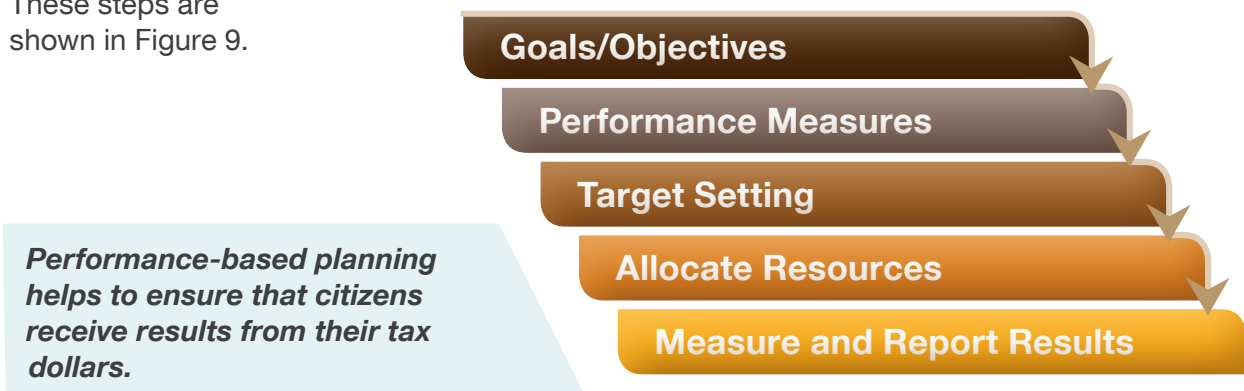 These steps are
shown in Figure 9.
Goals/Objectives
Performance Measures
Target Setting
Allocate Resources
Measure and Report Results
Performance-based planning
helps to ensure that citizens
receive results from their tax
dollars.